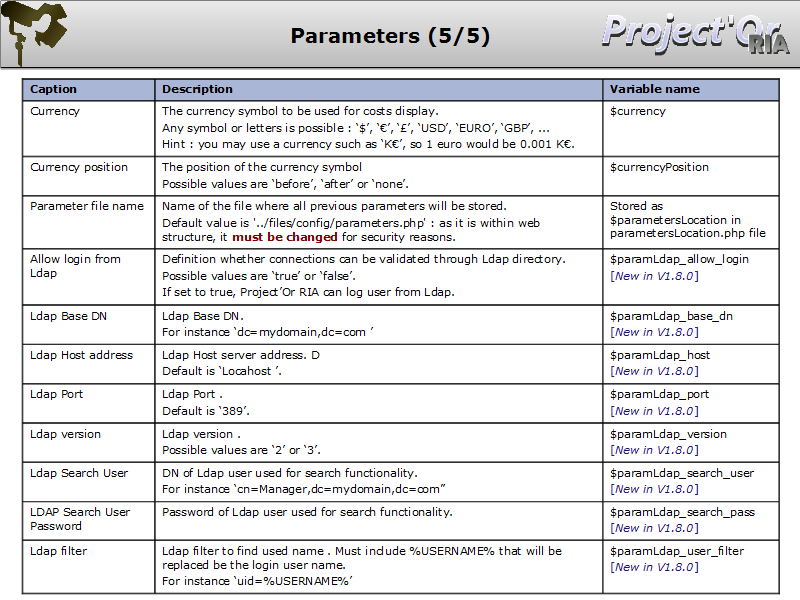 Parameters (5/5)
Project'Or
RIA
Caption Description Variable name
Currency The currency symbol to be used for costs display. $currency
Any symbol or letters is possible : ‘$’, ‘€’, ‘£’, ‘USD’, ‘EURO’, ‘GBP’, ...
Hint : you may use a currency such as ‘K€’, so 1 euro would be 0.001 K€.
Currency position The position of the currency symbol $currencyPosition
Possible values are ‘before’, ‘after’ or ‘none’.
Parameter file name Name of the file where all previous parameters will be stored. Stored as
Default value is '../files/config/parameters.php' : as it is within web $parametersLocation in
structure, it must be changed for security reasons. parametersLocation.php file
Allow login from Definition whether connections can be validated through Ldap directory. $paramLdap_allow_login
Ldap Possible values are ‘true’ or ‘false’. [New in V1.8.0]
If set to true, Project’Or RIA can log user from Ldap.
Ldap Base DN Ldap Base DN. $paramLdap_base_dn
For instance ‘dc=mydomain,dc=com ’ [New in V1.8.0]
Ldap Host address Ldap Host server address. D $paramLdap_host
Default is ‘Locahost ’. [New in V1.8.0]
Ldap Port Ldap Port . $paramLdap_port
Default is ‘389’. [New in V1.8.0]
Ldap version Ldap version . $paramLdap_version
Possible values are ‘2’ or ‘3’. [New in V1.8.0]
Ldap Search User DN of Ldap user used for search functionality. $paramLdap_search_user
For instance ‘cn=Manager,dc=mydomain,dc=com” [New in V1.8.0]
LDAP Search User Password of Ldap user used for search functionality. $paramLdap_search_pass
Password [New in V1.8.0]
Ldap filter Ldap filter to find used name . Must include %USERNAME% that will be $paramLdap_user_filter
replaced be the login user name. [New in V1.8.0]
For instance ‘uid=%USERNAME%’